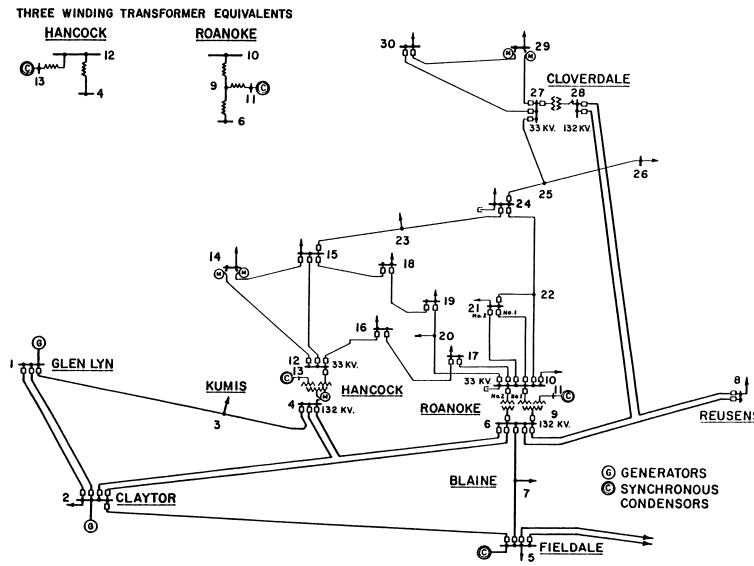 THREE WINDING TRANSFORMER EQUIVALENTS
HANCOCK
ROANOKE
12
C
13
4
10
9
C
11
6
30
29
M
M
CLOVERDALE
27
28
33 KV.
132 KV.
26
25
24
23
14
M
M
15
18
22
21
No. 2
No. 1
19
16
20
17
G
1
GLEN LYN
12
33 KV.
13
C
HANCOCK
M
4
132 KV.
KUMIS
3
33 KV.
10
No. 2
No. 1
11
C
ROANOKE
9
6
132 KV.
8
REUSENS
BLAINE
7
G GENERATORS
C SYNCHRONOUS
CONDENSORS
2
CLAYTOR
G
C
5
FIELDALE